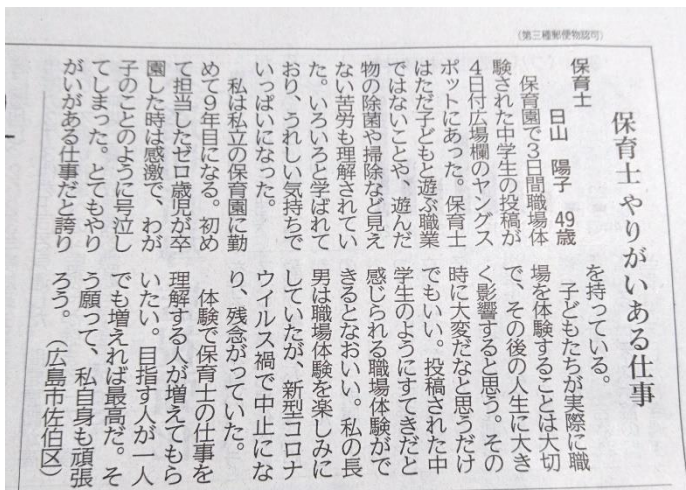 (第三種郵便物認可)
保育士 やりがいある仕事
保育士
日山 陽子 49歳
保育園で3日間職場体
験された中学生の投稿が
4日付広場欄のヤングス
ポットにあった。保育士
はただ子どもと遊ぶ職業
ではないことや、遊んだ
物の除菌や掃除など見え
ない苦労も理解されてい
た。いろいろと学ばれて
おり、うれしい気持ちで
いっぱいになった。
私は私立の保育園に勤
めて9年目になる。初め
て担当したゼロ歳児が卒
園した時は感激で、わが
子のことのように号泣し
てしまった。とてもやり
がいがある仕事だと誇り
を持っている。
子どもたちが実際に職
場を体験することは大切
で、その後の人生に大き
く影響すると思う。その
時に大変だなと思うだけ
でもいい。投稿された中
学生のようにすてきだと
感じられる職場体験がで
きるとなおいい。私の長
男は職場体験を楽しみに
していたが、新型コロナ
ウイルス禍で中止にな
り、残念がっていた。
体験で保育士の仕事を
理解する人が増えてもら
いたい。目指す人が一人
でも増えれば最高だ。そ
う願って、私自身も頑張
ろう。 (広島市佐伯区)